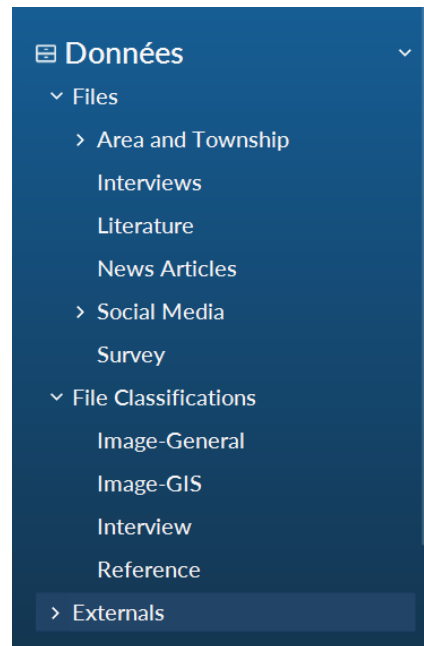 Données
Files
Area and Township
Interviews
Literature
News Articles
Social Media
Survey
File Classifications
Image-General
Image-GIS
Interview
Reference
Externals